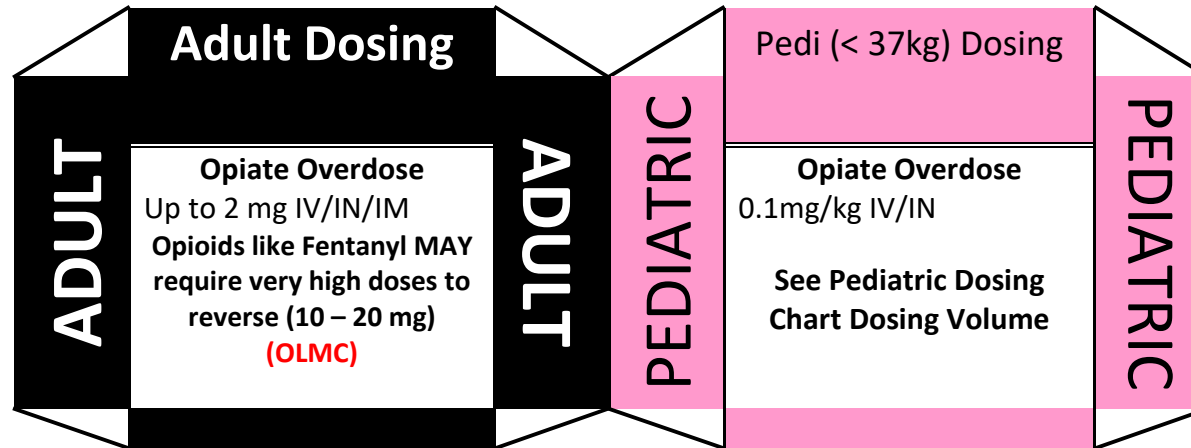 Adult Dosing
ADULT
Opiate Overdose
Up to 2 mg IV/IN/IM
Opioids like Fentanyl MAY
require very high doses to
reverse (10 – 20 mg)
(OLMC)
ADULT
Pedi (< 37kg) Dosing
PEDIATRIC
Opiate Overdose
0.1mg/kg IV/IN
See Pediatric Dosing
Chart Dosing Volume
PEDIATRIC